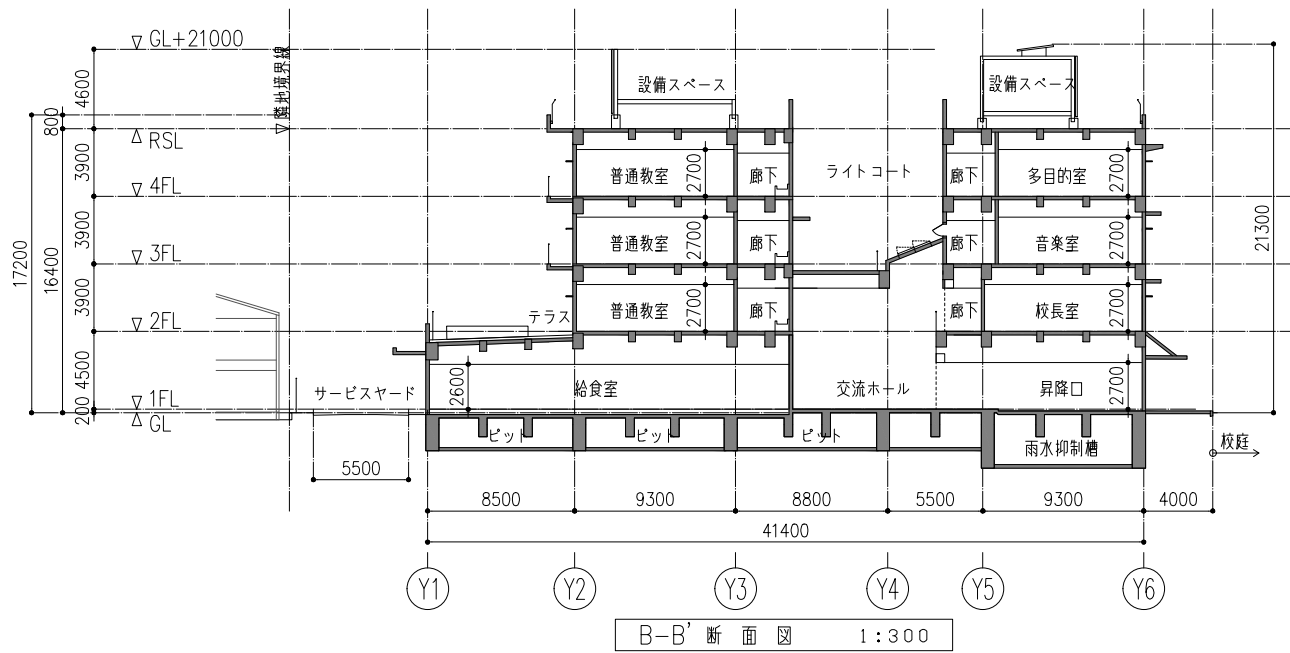 ▽ GL+21000
▽隣地境界線
設備スペース
設備スペース
4600
800
△ RSL
3900
普通教室
2700
廊下
ライトコート
廊下
多目的室
2700
▽ 4FL
3900
普通教室
2700
廊下
廊下
音楽室
2700
21300
17200
16400
▽ 3FL
3900
普通教室
2700
廊下
廊下
校長室
2700
テラス
▽ 2FL
4500
サービスヤード
2600
給食室
交流ホール
2700
昇降口
▽ 1FL
200
△ GL
ピット
ピット
ピット
雨水抑制槽
校庭
5500
8500
9300
8800
5500
9300
4000
41400
Y1
Y2
Y3
Y4
Y5
Y6
B-B' 断面図 1:300